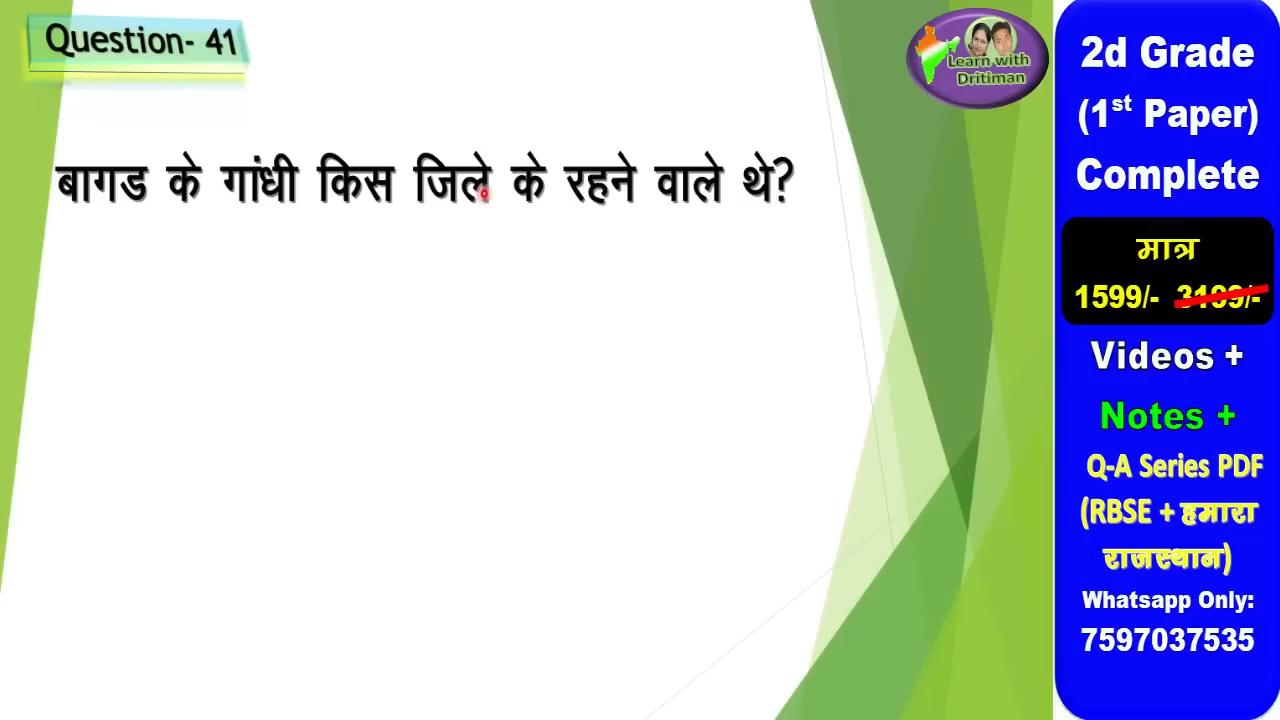 Question- 41
Learn with
Dritiman
बागड के गांधी किस जिले के रहने वाले थे?
2d Grade
(1st Paper)
Complete
मात्र
1599/- 3199/-
Videos +
Notes +
Q-A Series PDF
(RBSE + हमारा
राजस्थान)
Whatsapp Only:
7597037535